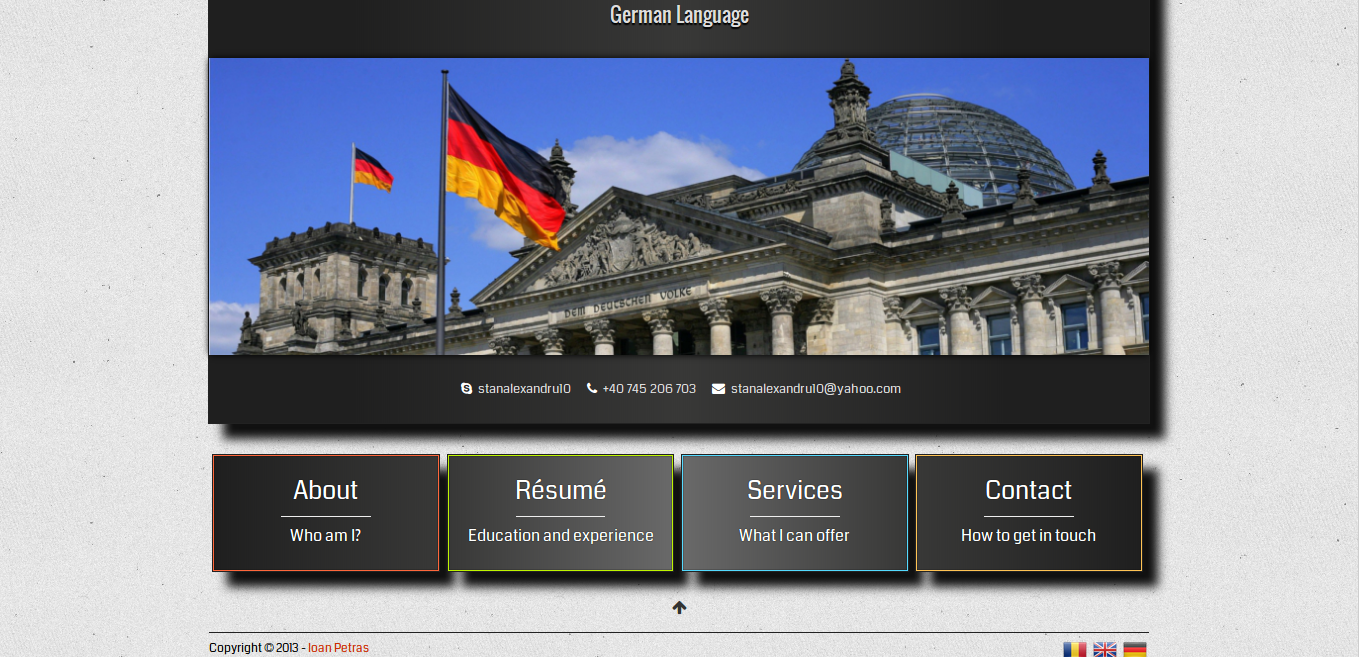 German Language
DEM DEUTSCHEN VOLKE
stanalexandru10 +40 745 206 703 stanalexandru10@yahoo.com
About Résumé Services Contact
Who am I? Education and experience What I can offer How to get in touch
Copyright © 2013 - Ioan Petras